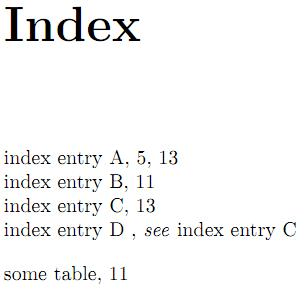 Index
index entry A, 5, 13
index entry B, 11
index entry C, 13
index entry D , see index entry C
some table, 11